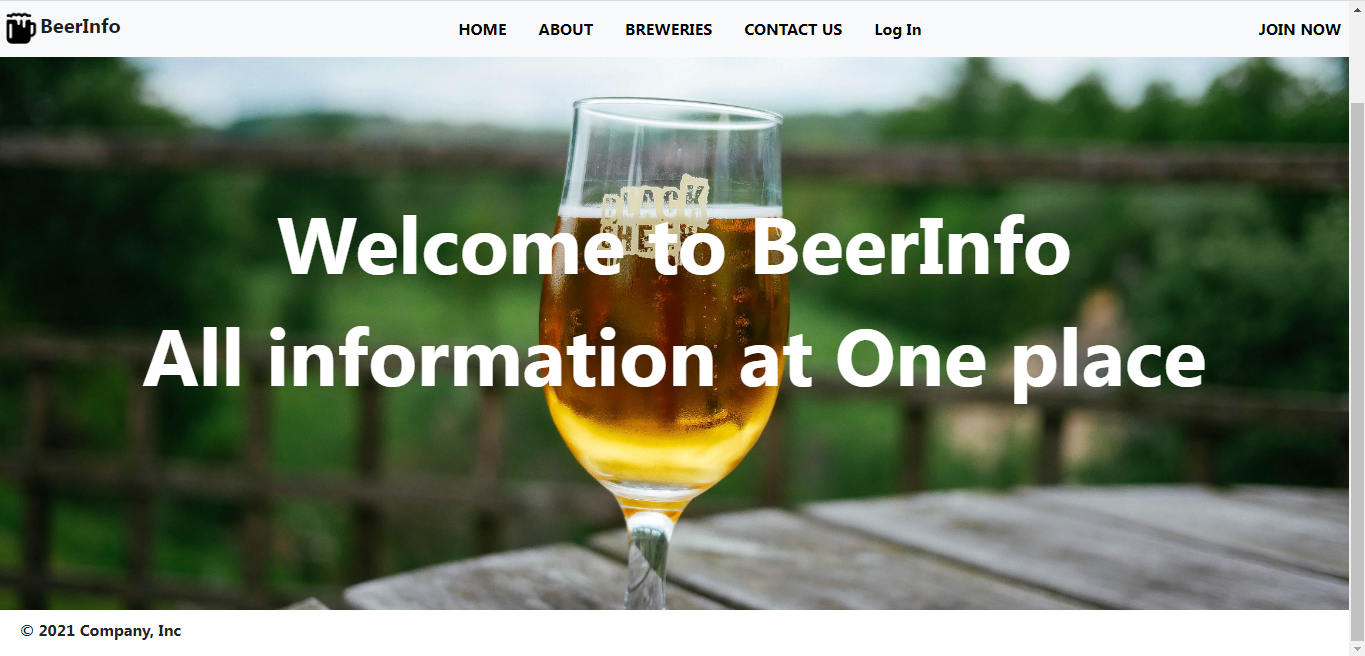 BeerInfo
HOME ABOUT BREWERIES CONTACT US Log In JOIN NOW
BLACK
Welcome to BeerInfo
All information at One place
© 2021 Company, Inc